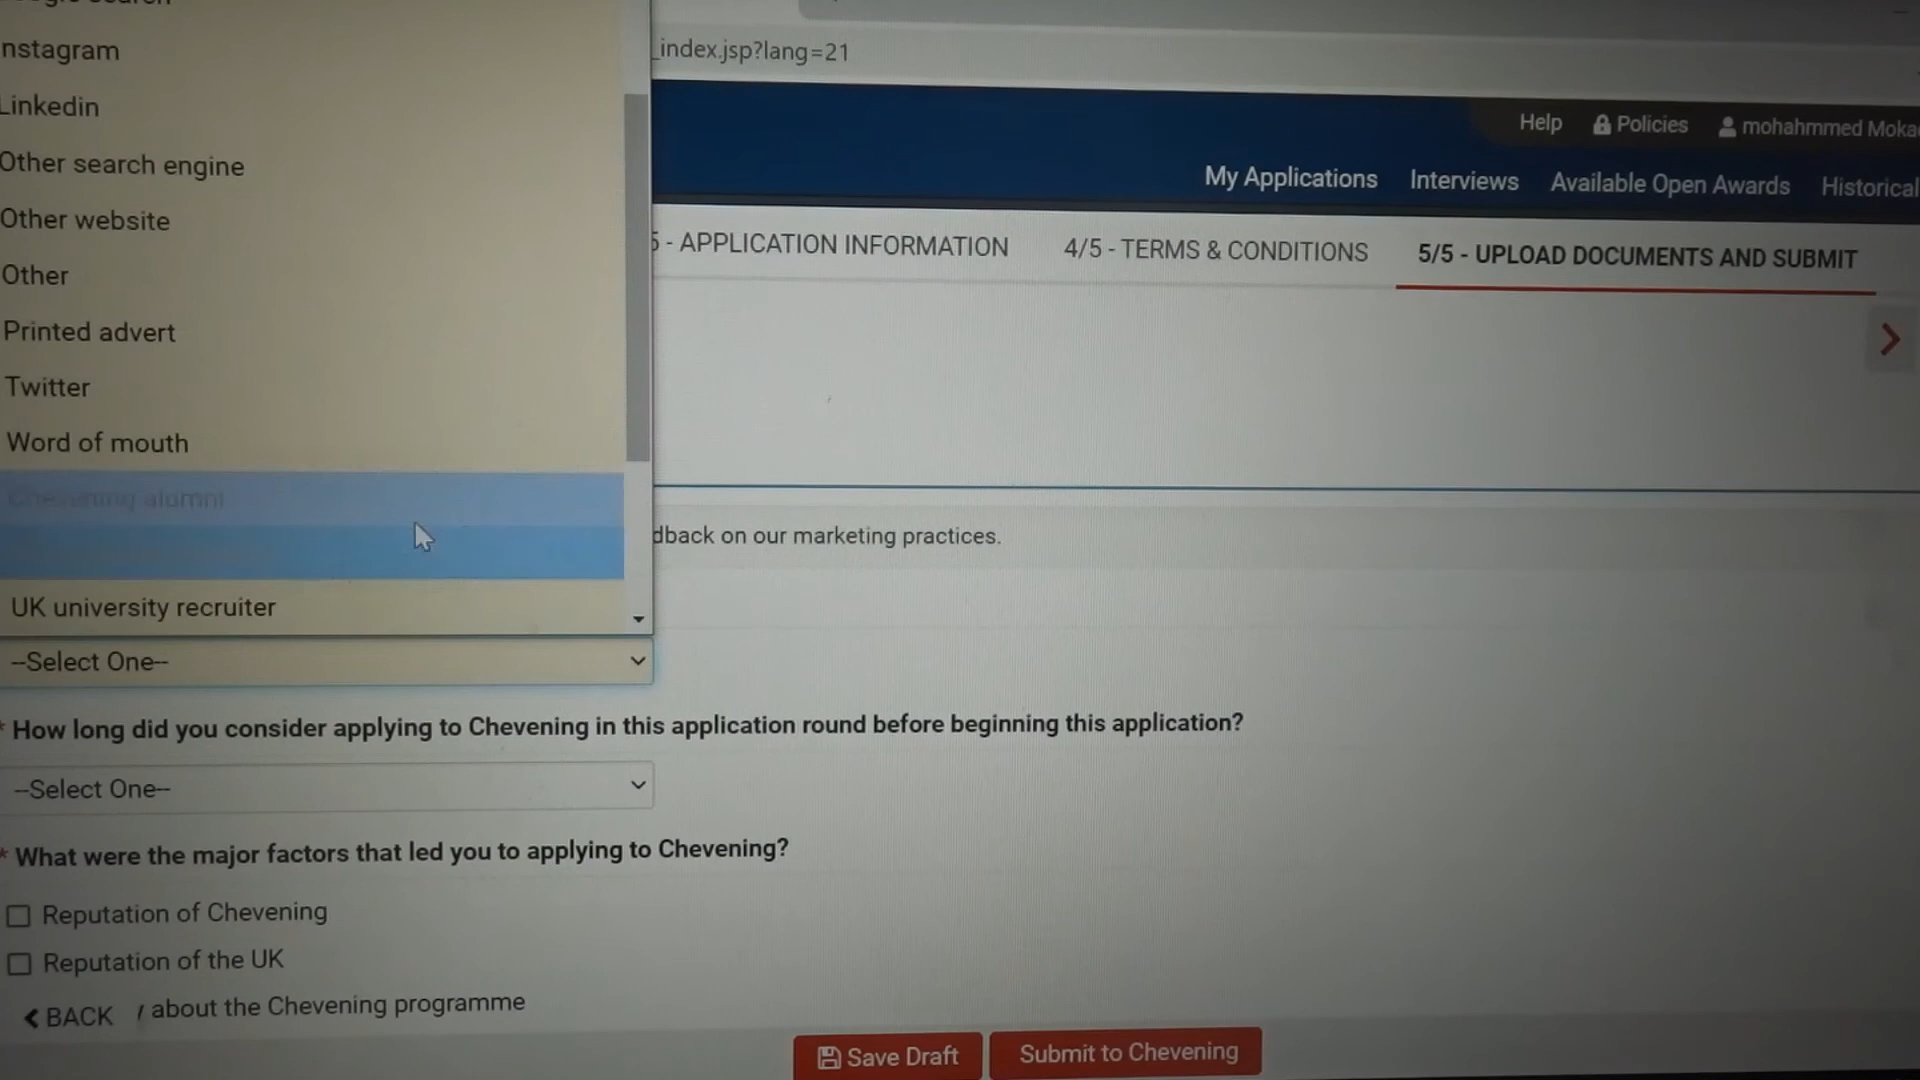 nstagram
_index.jsp?lang=21
Linkedin
Help Policies mohahmmed Moka
Other search engine
My Applications Interviews Available Open Awards Historical
Other website
5 - APPLICATION INFORMATION 4/5 - TERMS & CONDITIONS 5/5 - UPLOAD DOCUMENTS AND SUBMIT
Other
Printed advert
Twitter
Word of mouth
Chevening alumni
dback on our marketing practices.
UK university recruiter
--Select One--
* How long did you consider applying to Chevening in this application round before beginning this application?
--Select One--
* What were the major factors that led you to applying to Chevening?
Reputation of Chevening
Reputation of the UK
BACK / about the Chevening programme
Save Draft Submit to Chevening